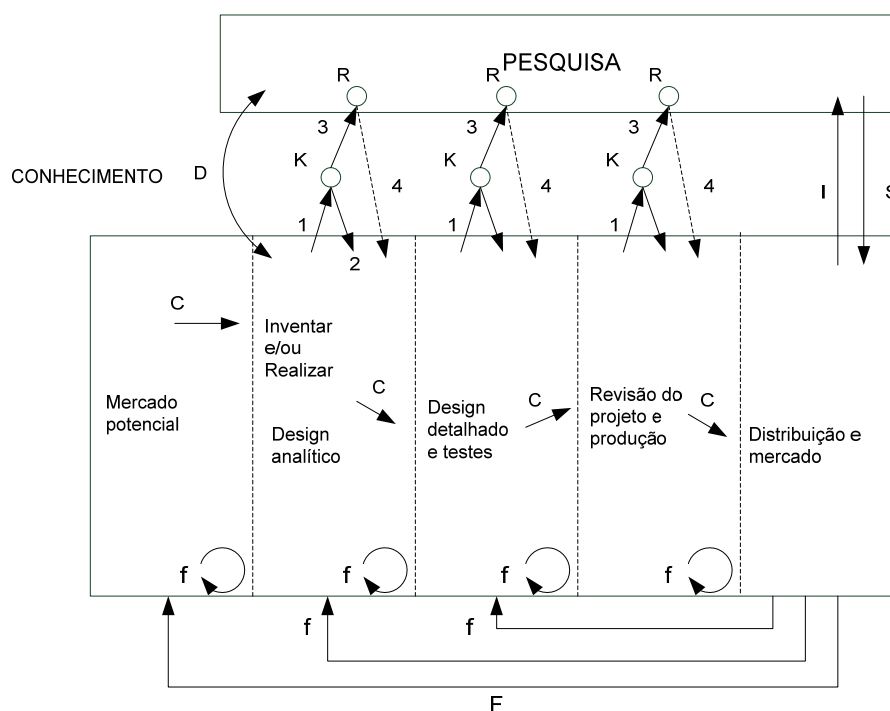 PESQUISA
R
R
R
3
3
3
K
K
K
CONHECIMENTO
D
4
4
4
I
S
1
1
1
2
C
Inventar
e/ou
Realizar
C
C
C
Mercado
potencial
Design
analítico
Design
detalhado
e testes
Revisão do
projeto e
produção
Distribuição e
mercado
f
f
f
f
f
f
F